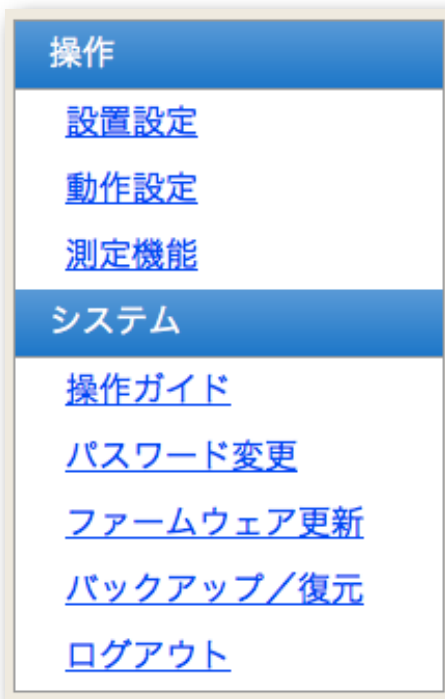 操作
設置設定
動作設定
測定機能
システム
操作ガイド
パスワード変更
ファームウェア更新
バックアップ／復元
ログアウト